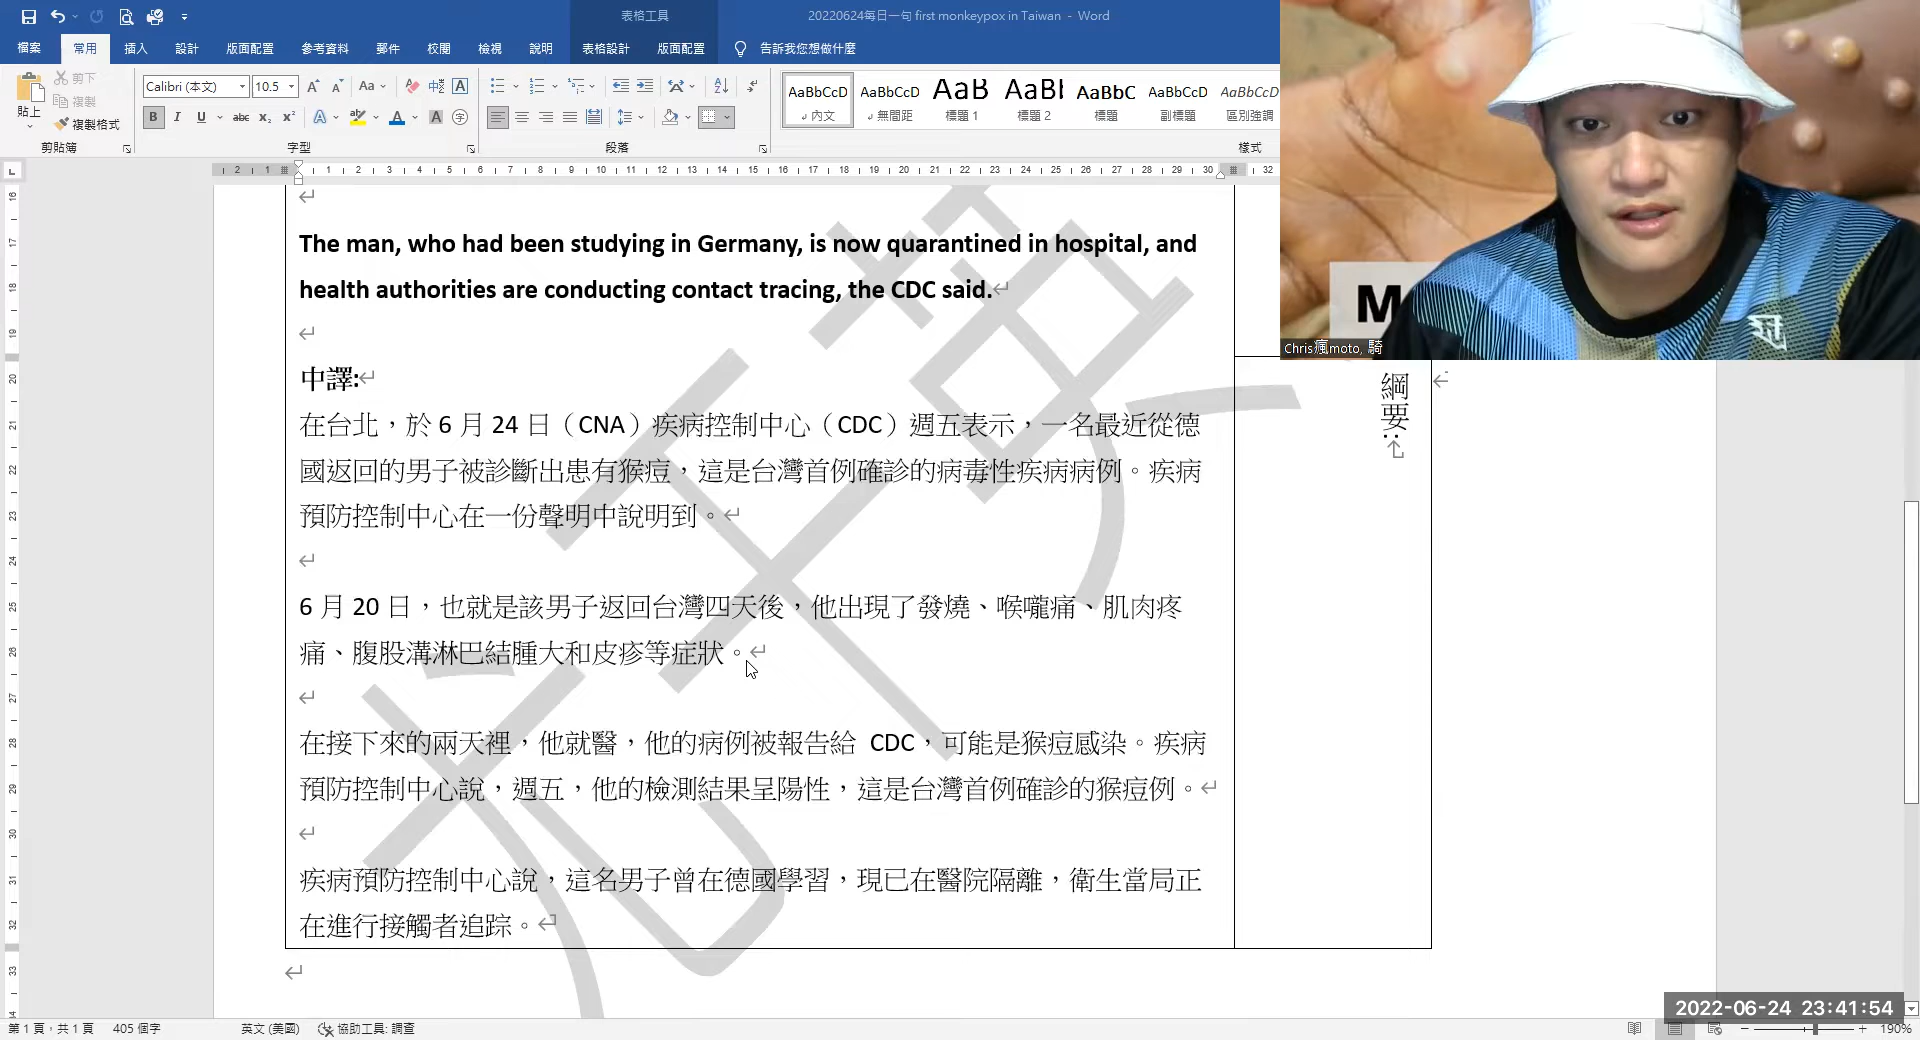 表格工具
20220624每日一句 first monkeypox in Taiwan - Word
檔案 常用 插入 設計 版面配置 參考資料 郵件 校閱 檢視 說明 表格設計 版面配置 告訴我您想做什麼
貼上 剪下 複製 複製格式
Calibri (本文) 10.5
AaBbCcD AaBbCcD AaB AaBl AaBbC AaBbCcD AaBbCcD
內文 無間距 標題 1 標題 2 標題 副標題 區別強調
剪貼簿 字型 段落 樣式
The man, who had been studying in Germany, is now quarantined in hospital, and
health authorities are conducting contact tracing, the CDC said.
中譯:
在台北，於 6 月 24 日（CNA）疾病控制中心（CDC）週五表示，一名最近從德
國返回的男子被診斷出患有猴痘，這是台灣首例確診的病毒性疾病病例。疾病
預防控制中心在一份聲明中說明到。
6 月 20 日，也就是該男子返回台灣四天後，他出現了發燒、喉嚨痛、肌肉疼
痛、腹股溝淋巴結腫大和皮疹等症狀。
在接下來的兩天裡，他就醫，他的病例被報告給 CDC，可能是猴痘感染。疾病
預防控制中心說，週五，他的檢測結果呈陽性，這是台灣首例確診的猴痘例。
疾病預防控制中心說，這名男子曾在德國學習，現已在醫院隔離，衛生當局正
在進行接觸者追踪。
綱要:
M
Chris瘋moto, 騎
2022-06-24 23:41:54
第 1 頁，共 1 頁 405 個字 英文 (美國) 協助工具: 調查 190%